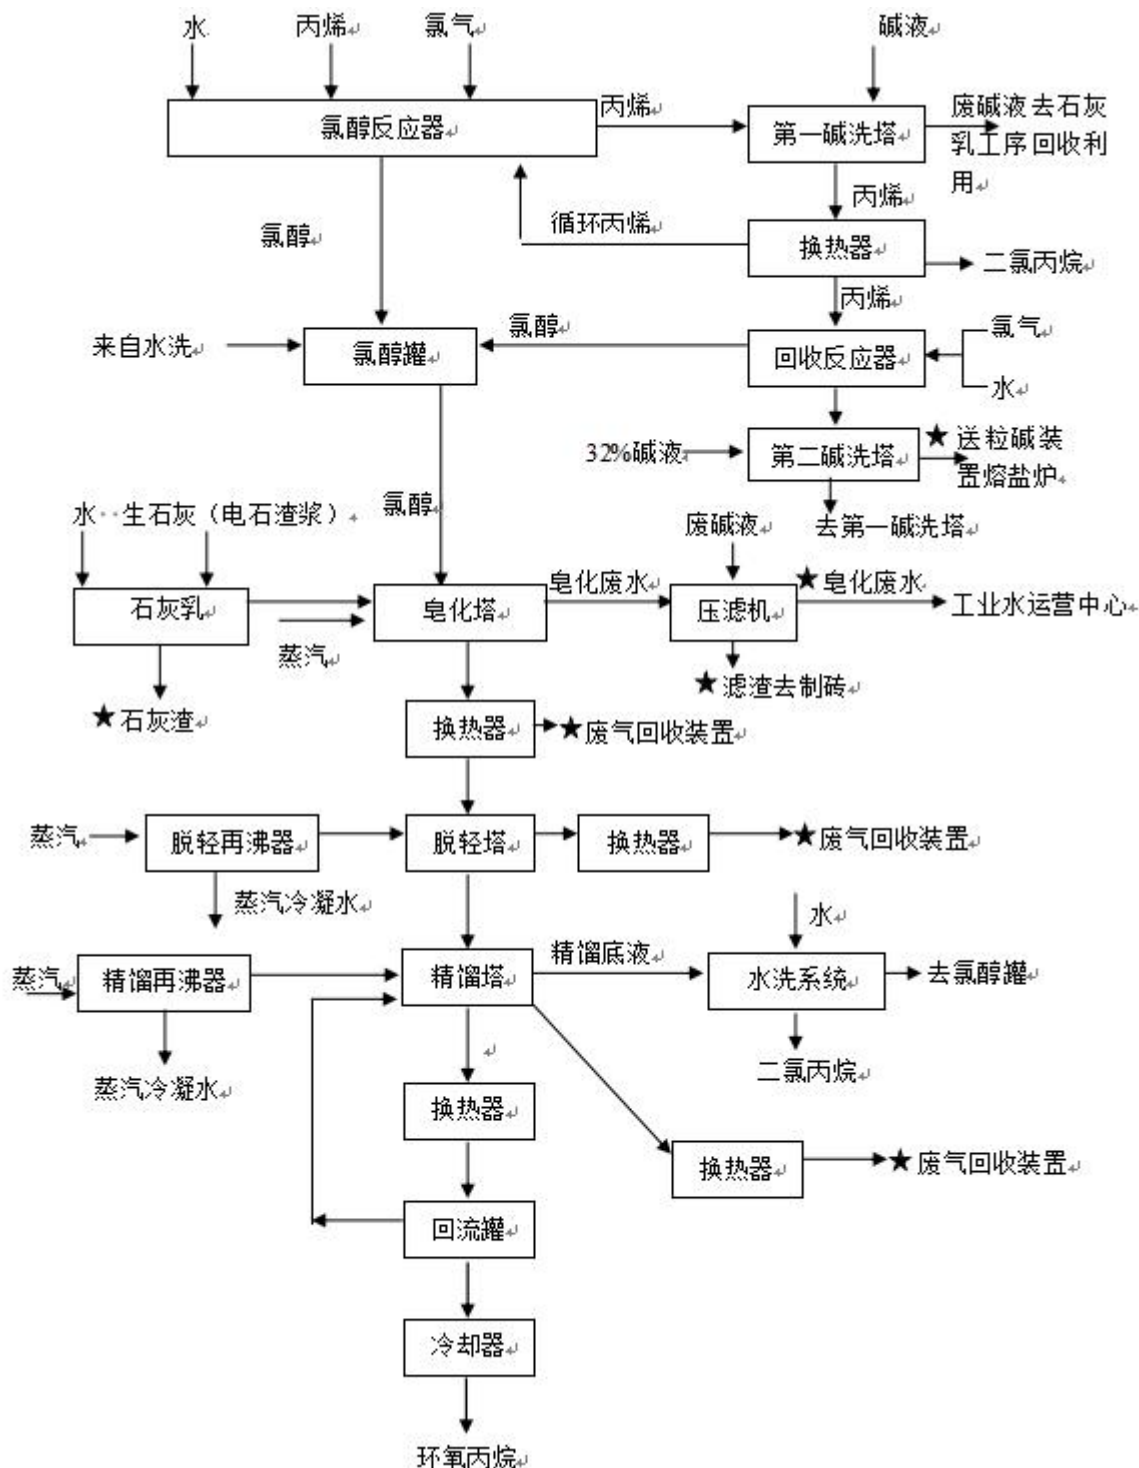 水 丙烯 氯气 碱液
氯醇反应器 丙烯 第一碱洗塔 废碱液去石灰
乳工序回收利
用
丙烯
氯醇 循环丙烯 换热器 二氯丙烷
丙烯
来自水洗 氯醇罐 氯醇 回收反应器 氯气
水
32%碱液 第二碱洗塔 ★送粒碱装
置熔盐炉
氯醇 去第一碱洗塔
水 生石灰（电石渣浆） 废碱液
石灰乳 皂化塔 皂化废水 压滤机 ★皂化废水 工业水运营中心
蒸汽
★石灰渣 ★滤渣去制砖
换热器 ★废气回收装置
蒸汽 脱轻再沸器 脱轻塔 换热器 ★废气回收装置
蒸汽冷凝水 水
蒸汽 精馏再沸器 精馏塔 精馏底液 水洗系统 去氯醇罐
蒸汽冷凝水 二氯丙烷
换热器
换热器 ★废气回收装置
回流罐
冷却器
环氧丙烷